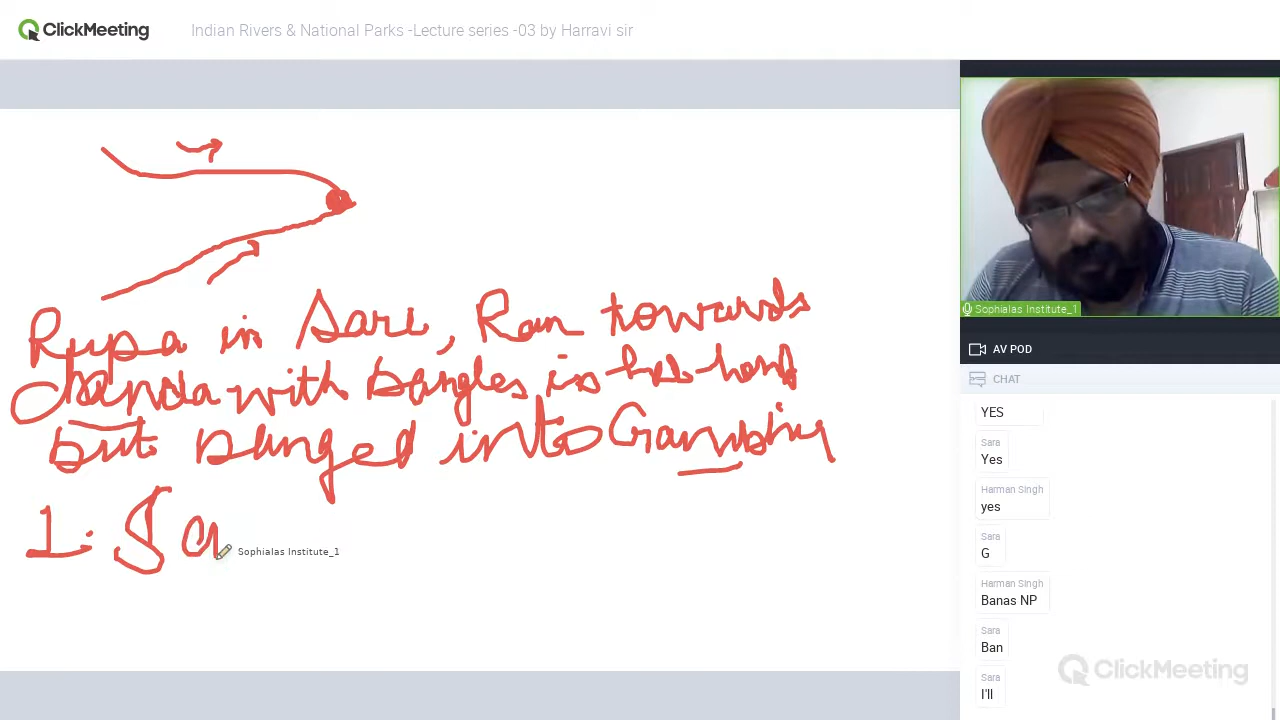 ClickMeeting
Indian Rivers & National Parks -Lecture series -03 by Harravi sir
Rupa in Sari, Ran towards
Chanda with Bangles in her hand
but Banged into Gambhir
1. Sa
Sophialas Institute_1
Sophialas Institute_1
AV POD
CHAT
YES
Sara
Yes
Harman Singh
yes
Sara
G
Harman Singh
Banas NP
Sara
Ban
Sara
I'll
ClickMeeting